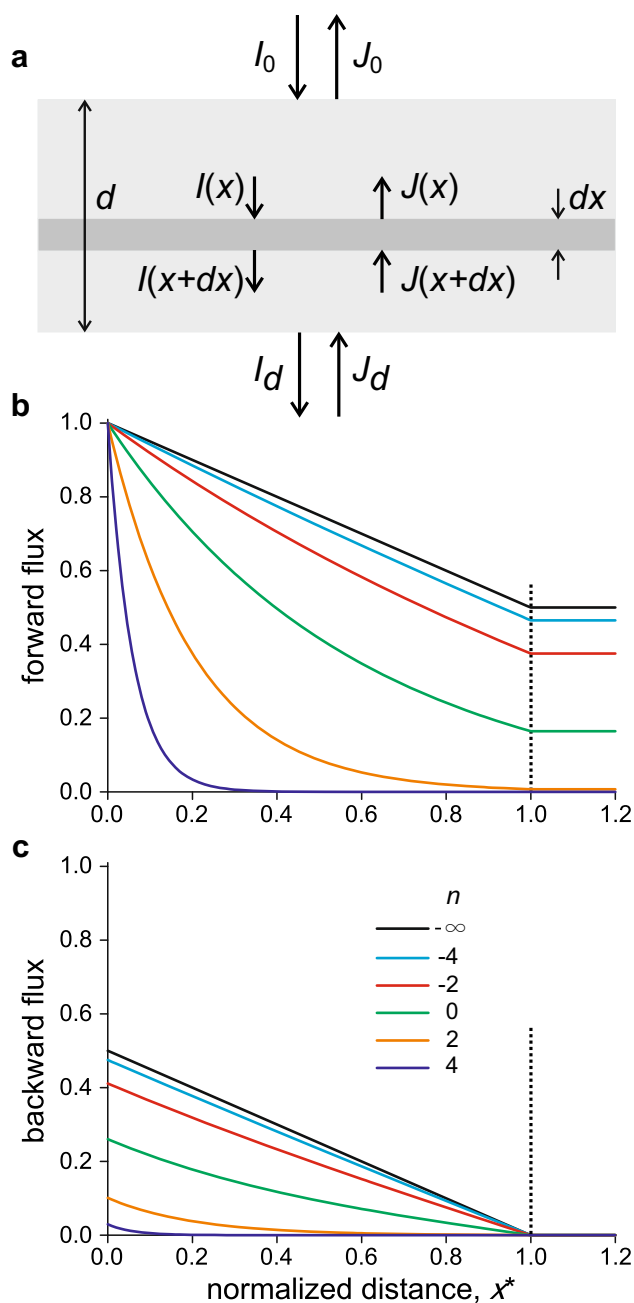 a
I₀ J₀
d I(x) J(x) dx
I(x+dx) J(x+dx)
I_d J_d
b
1.0
0.8
0.6
0.4
0.2
0.0
forward flux
0.0 0.2 0.4 0.6 0.8 1.0 1.2
c
1.0
0.8
0.6
0.4
0.2
0.0
backward flux
n
-∞
-4
-2
0
2
4
0.0 0.2 0.4 0.6 0.8 1.0 1.2
normalized distance, x*